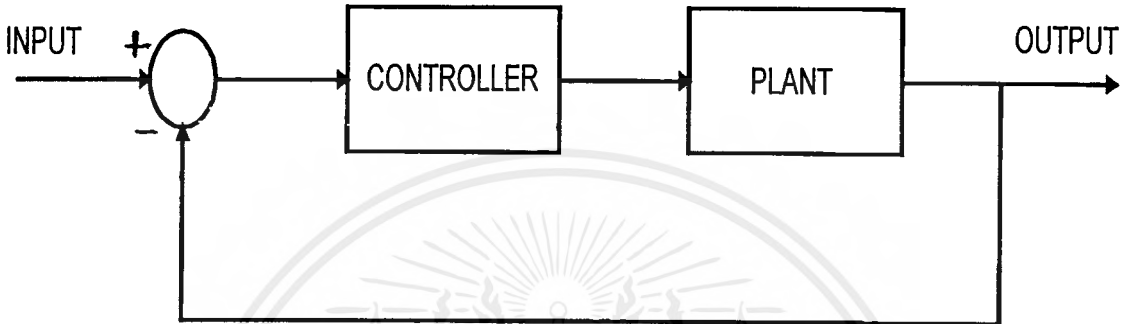 INPUT
+
−
CONTROLLER
PLANT
OUTPUT